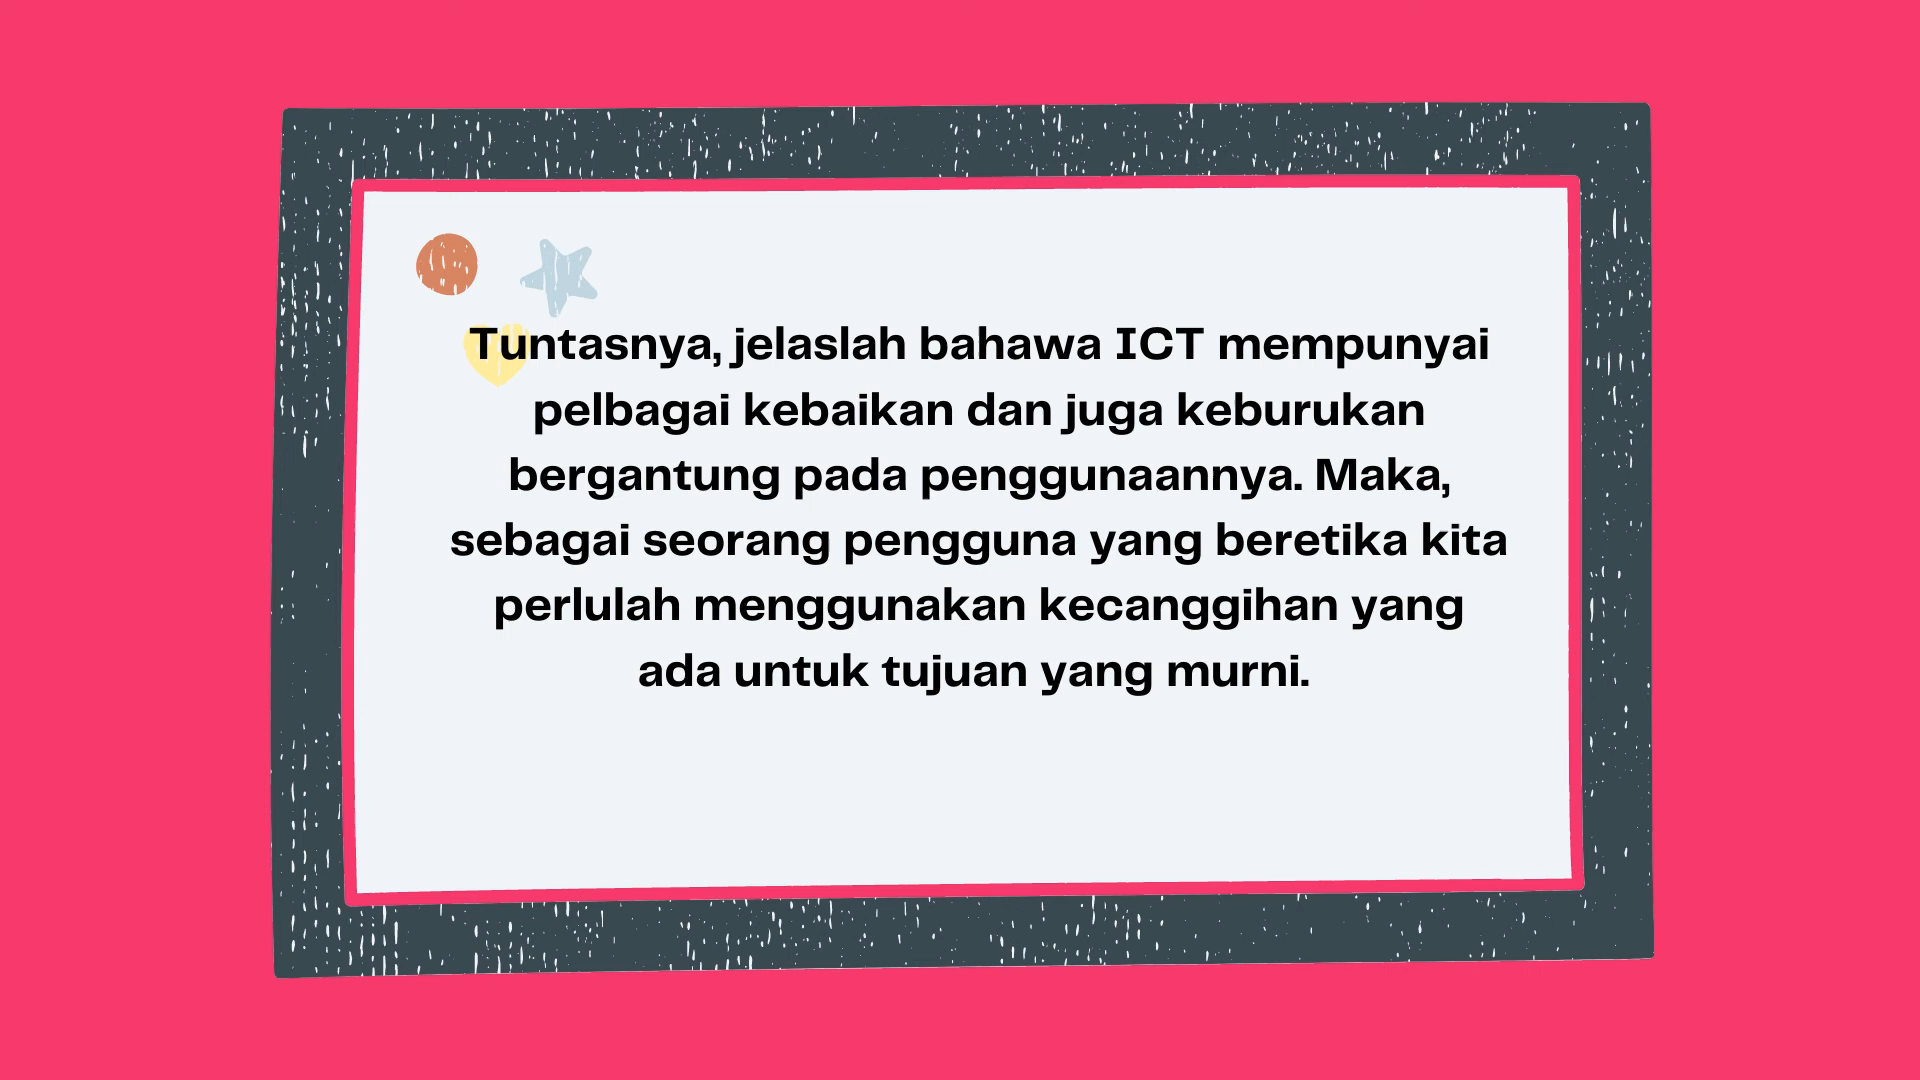 Tuntasnya, jelaslah bahawa ICT mempunyai
pelbagai kebaikan dan juga keburukan
bergantung pada penggunaannya. Maka,
sebagai seorang pengguna yang beretika kita
perlulah menggunakan kecanggihan yang
ada untuk tujuan yang murni.